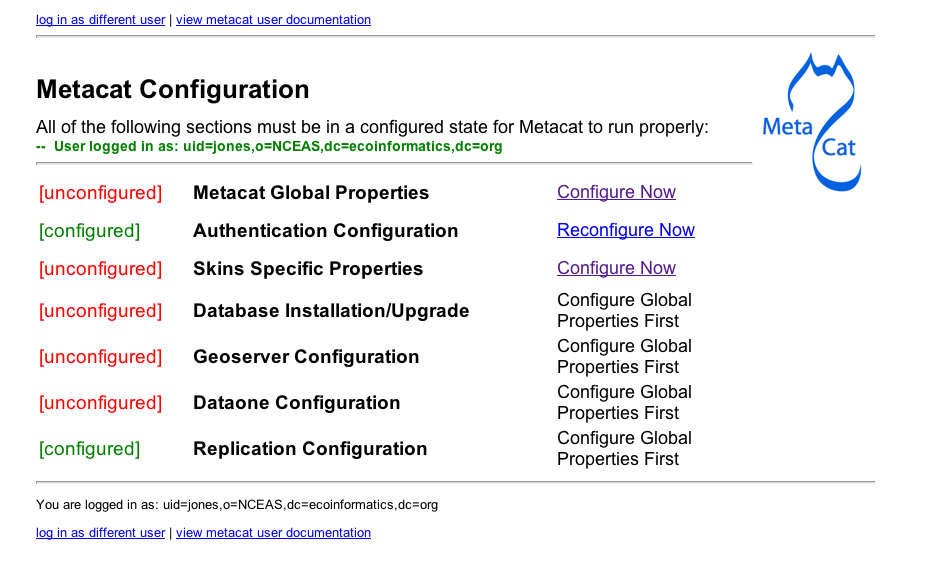 log in as different user | view metacat user documentation
Metacat Configuration
All of the following sections must be in a configured state for Metacat to run properly:
-- User logged in as: uid=jones,o=NCEAS,dc=ecoinformatics,dc=org
Meta
Cat
[unconfigured] Metacat Global Properties Configure Now
[configured] Authentication Configuration Reconfigure Now
[unconfigured] Skins Specific Properties Configure Now
[unconfigured] Database Installation/Upgrade Configure Global
Properties First
[unconfigured] Geoserver Configuration Configure Global
Properties First
[unconfigured] Dataone Configuration Configure Global
Properties First
[configured] Replication Configuration Configure Global
Properties First
You are logged in as: uid=jones,o=NCEAS,dc=ecoinformatics,dc=org
log in as different user | view metacat user documentation